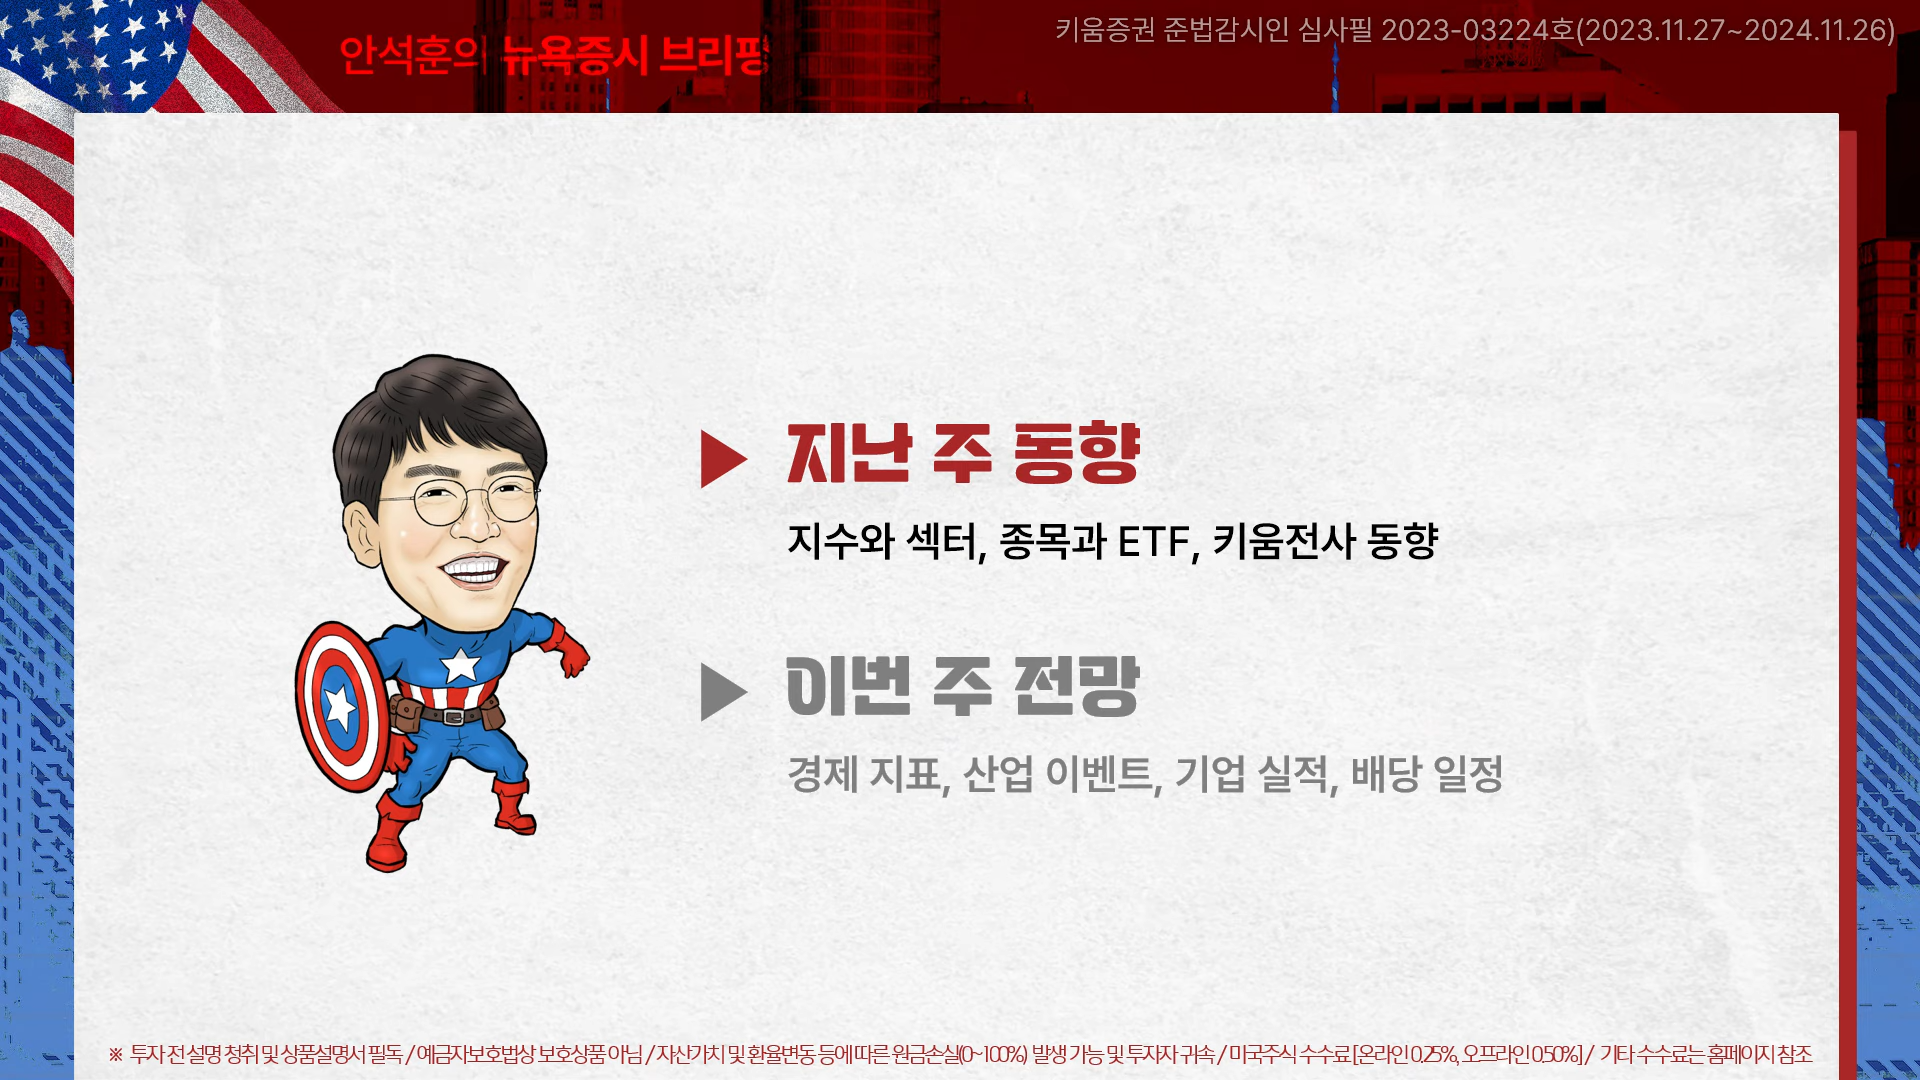 안석훈의 뉴욕증시 브리핑
키움증권 준법감시인 심사필 2023-03224호(2023.11.27~2024.11.26)
▶ 지난 주 동향
지수와 섹터, 종목과 ETF, 키움전사 동향
▶ 이번 주 전망
경제 지표, 산업 이벤트, 기업 실적, 배당 일정
※ 투자 전 설명 청취 및 상품설명서 필독 / 예금자보호법상 보호상품 아님 / 자산가치 및 환율변동 등에 따른 원금손실(0~100%) 발생 가능 및 투자자 귀속 / 미국주식 수수료 [온라인 0.25%, 오프라인 0.50%] / 기타 수수료는 홈페이지 참조